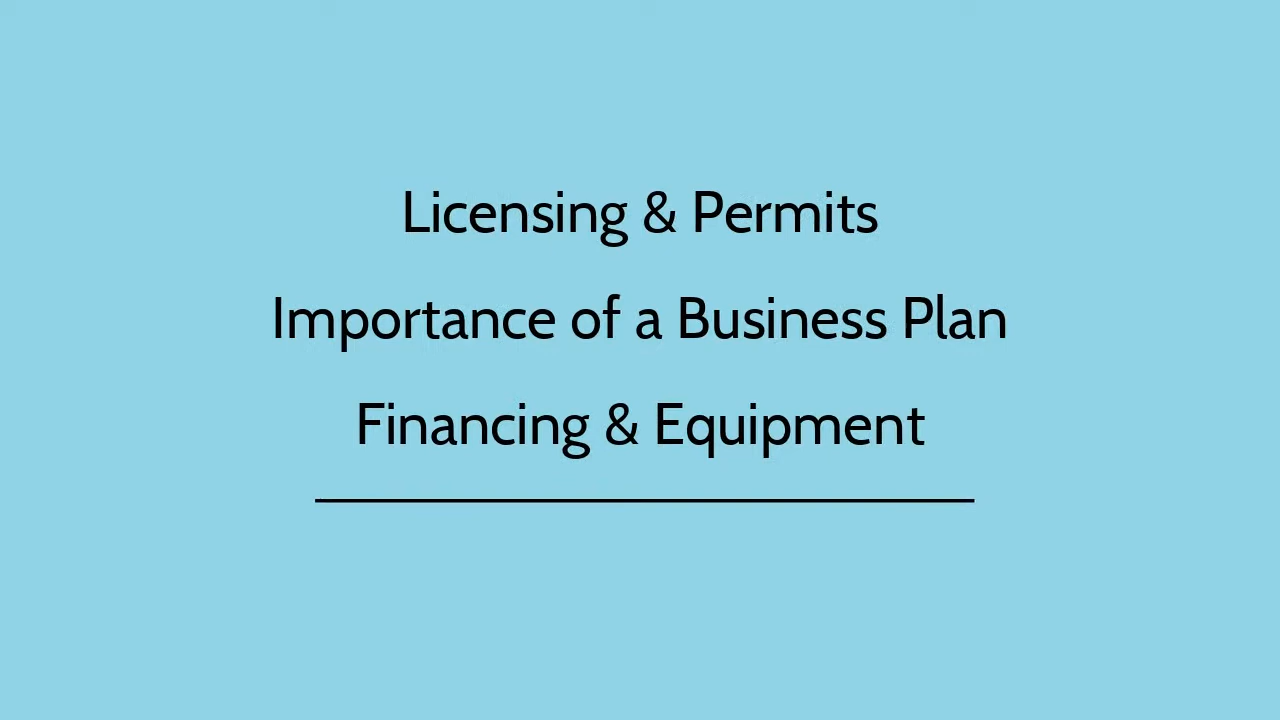 Licensing & Permits
Importance of a Business Plan
Financing & Equipment